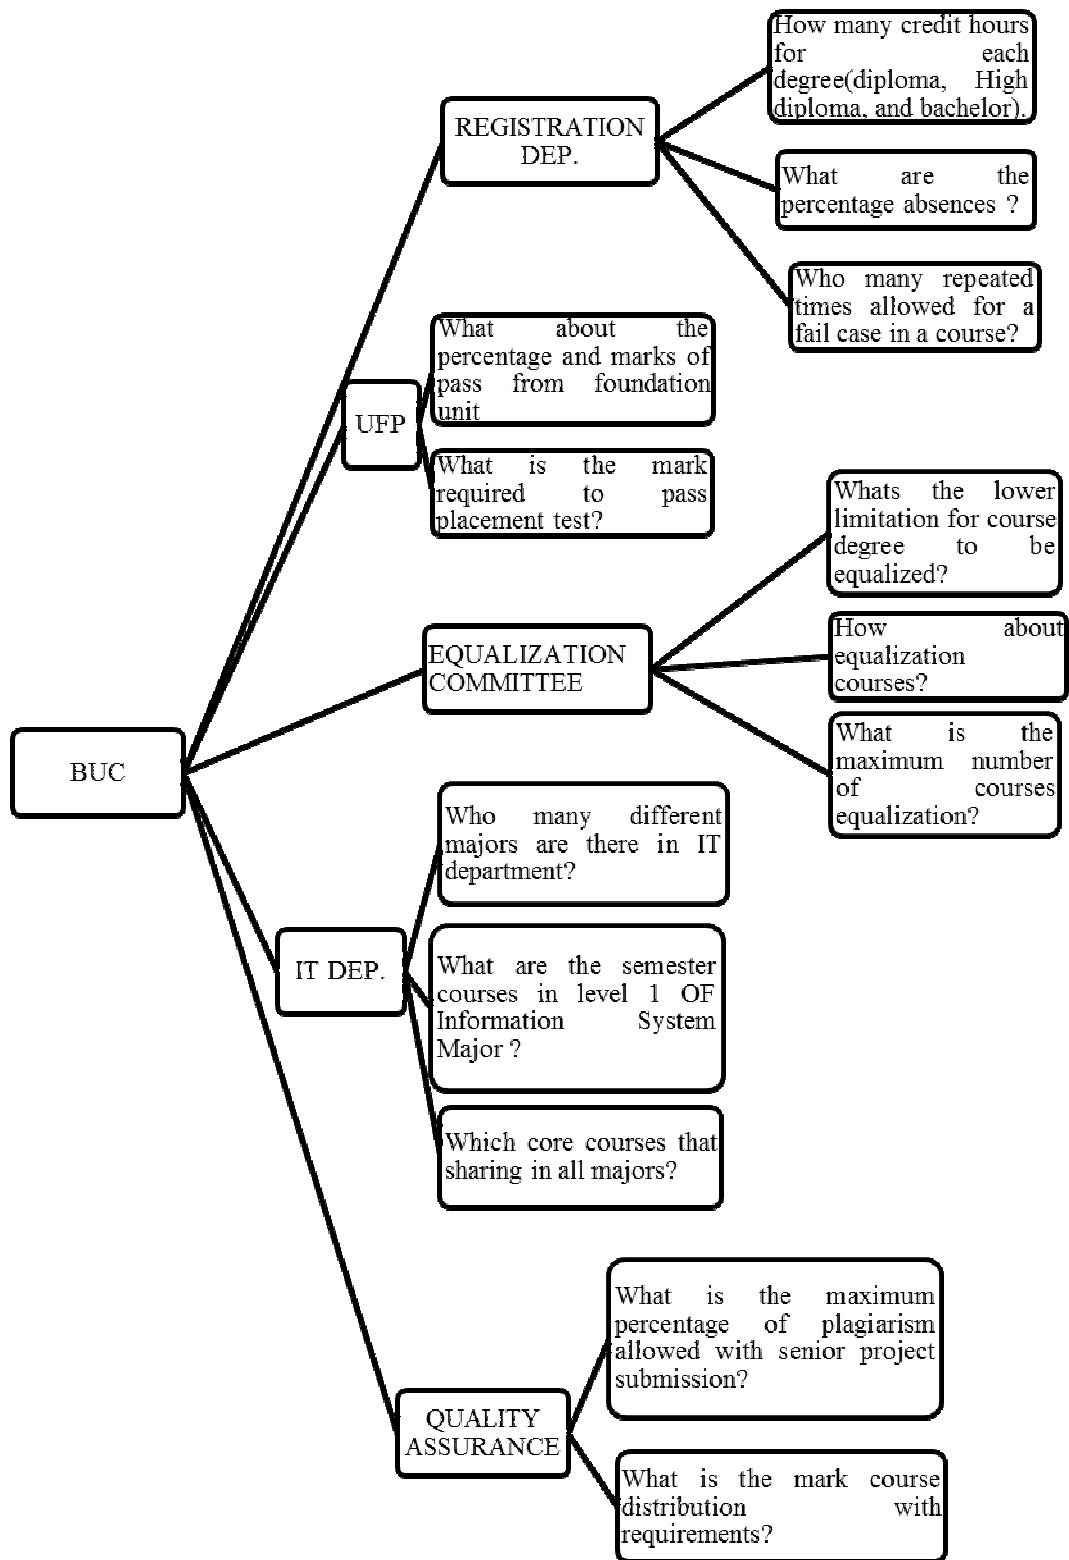 How many credit hours
for each
degree(diploma, High
diploma, and bachelor).
REGISTRATION
DEP.
What are the
percentage absences ?
Who many repeated
times allowed for a
fail case in a course?
What about the
percentage and marks of
pass from foundation
unit
UFP
What is the mark
required to pass
placement test?
Whats the lower
limitation for course
degree to be
equalized?
How about
equalization
courses?
EQUALIZATION
COMMITTEE
What is the
maximum number
of courses
equalization?
BUC
Who many different
majors are there in IT
department?
IT DEP.
What are the semester
courses in level 1 OF
Information System
Major ?
Which core courses that
sharing in all majors?
What is the maximum
percentage of plagiarism
allowed with senior project
submission?
QUALITY
ASSURANCE
What is the mark course
distribution with
requirements?